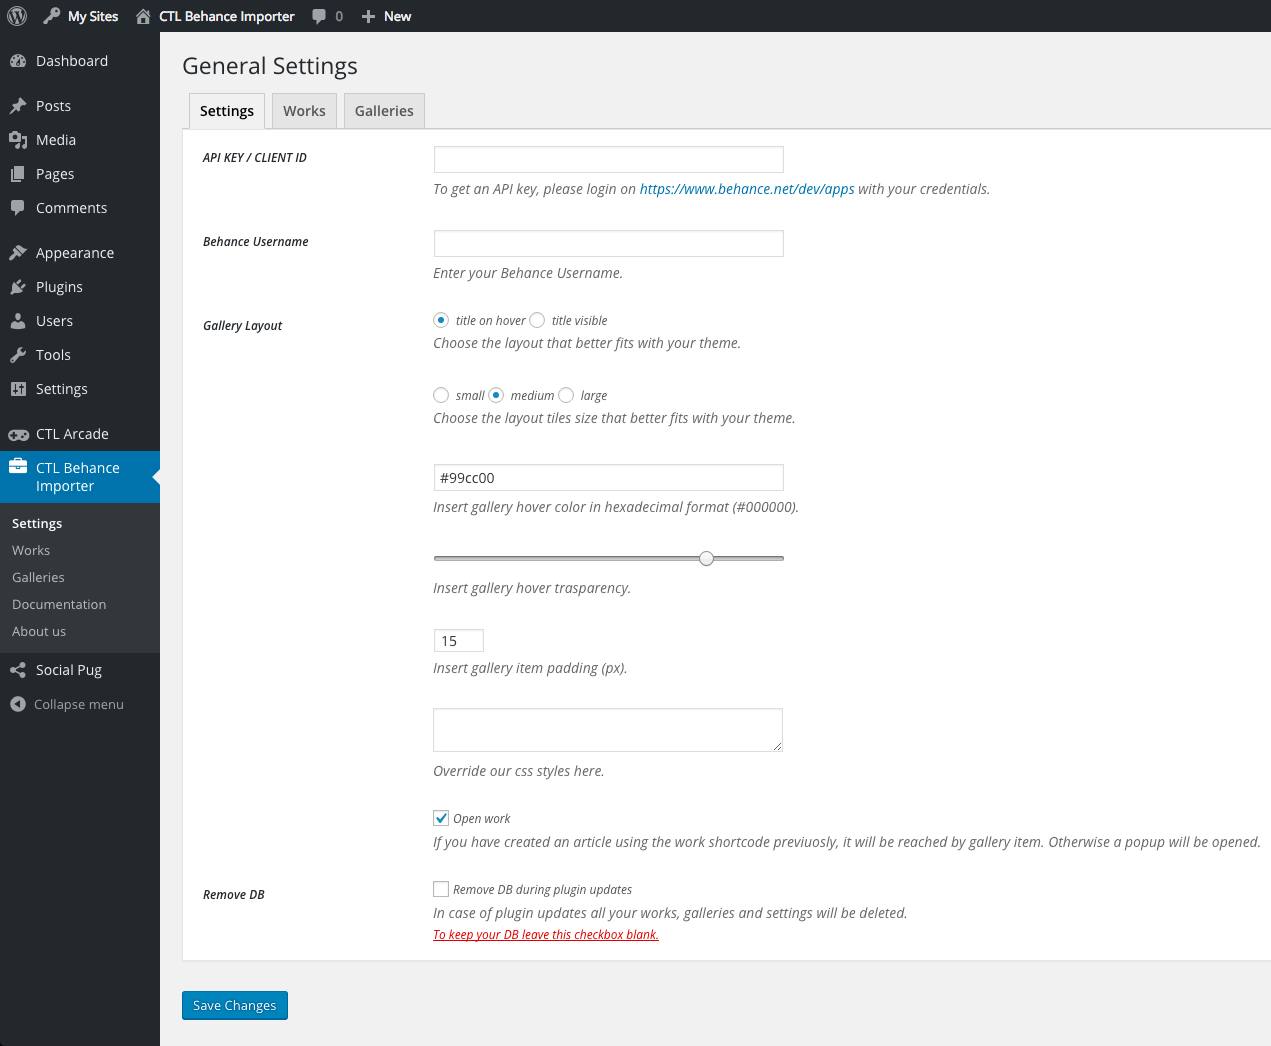 My Sites CTL Behance Importer 0 New
Dashboard
Posts
Media
Pages
Comments
Appearance
Plugins
Users
Tools
Settings
CTL Arcade
CTL Behance
Importer
Settings
Works
Galleries
Documentation
About us
Social Pug
Collapse menu
General Settings
Settings Works Galleries
API KEY / CLIENT ID
To get an API key, please login on https://www.behance.net/dev/apps with your credentials.
Behance Username
Enter your Behance Username.
Gallery Layout
title on hover title visible
Choose the layout that better fits with your theme.
small medium large
Choose the layout tiles size that better fits with your theme.
#99cc00
Insert gallery hover color in hexadecimal format (#000000).
Insert gallery hover trasparency.
15
Insert gallery item padding (px).
Override our css styles here.
Open work
If you have created an article using the work shortcode previuosly, it will be reached by gallery item. Otherwise a popup will be opened.
Remove DB
Remove DB during plugin updates
In case of plugin updates all your works, galleries and settings will be deleted.
To keep your DB leave this checkbox blank.
Save Changes